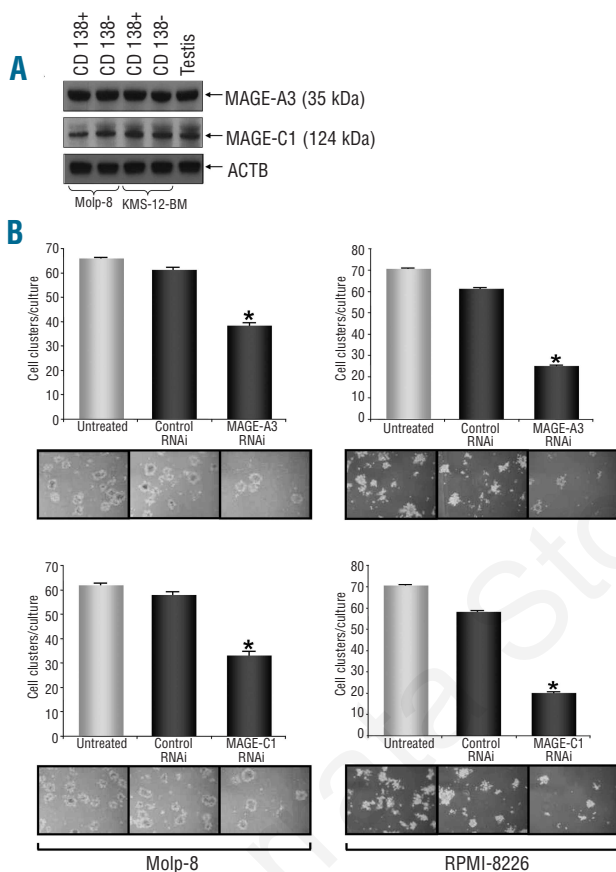 A
CD 138+ CD 138- CD 138+ CD 138- Testis
MAGE-A3 (35 kDa)
MAGE-C1 (124 kDa)
ACTB
Molp-8 KMS-12-BM
B
Cell clusters/culture
70
60
50
40
30
20
10
0
*
Untreated Control RNAi MAGE-A3 RNAi
Cell clusters/culture
80
70
60
50
40
30
20
10
0
*
Untreated Control RNAi MAGE-A3 RNAi
Cell clusters/culture
70
60
50
40
30
20
10
0
*
Untreated Control RNAi MAGE-C1 RNAi
Cell clusters/culture
80
70
60
50
40
30
20
10
0
*
Untreated Control RNAi MAGE-C1 RNAi
Molp-8 RPMI-8226